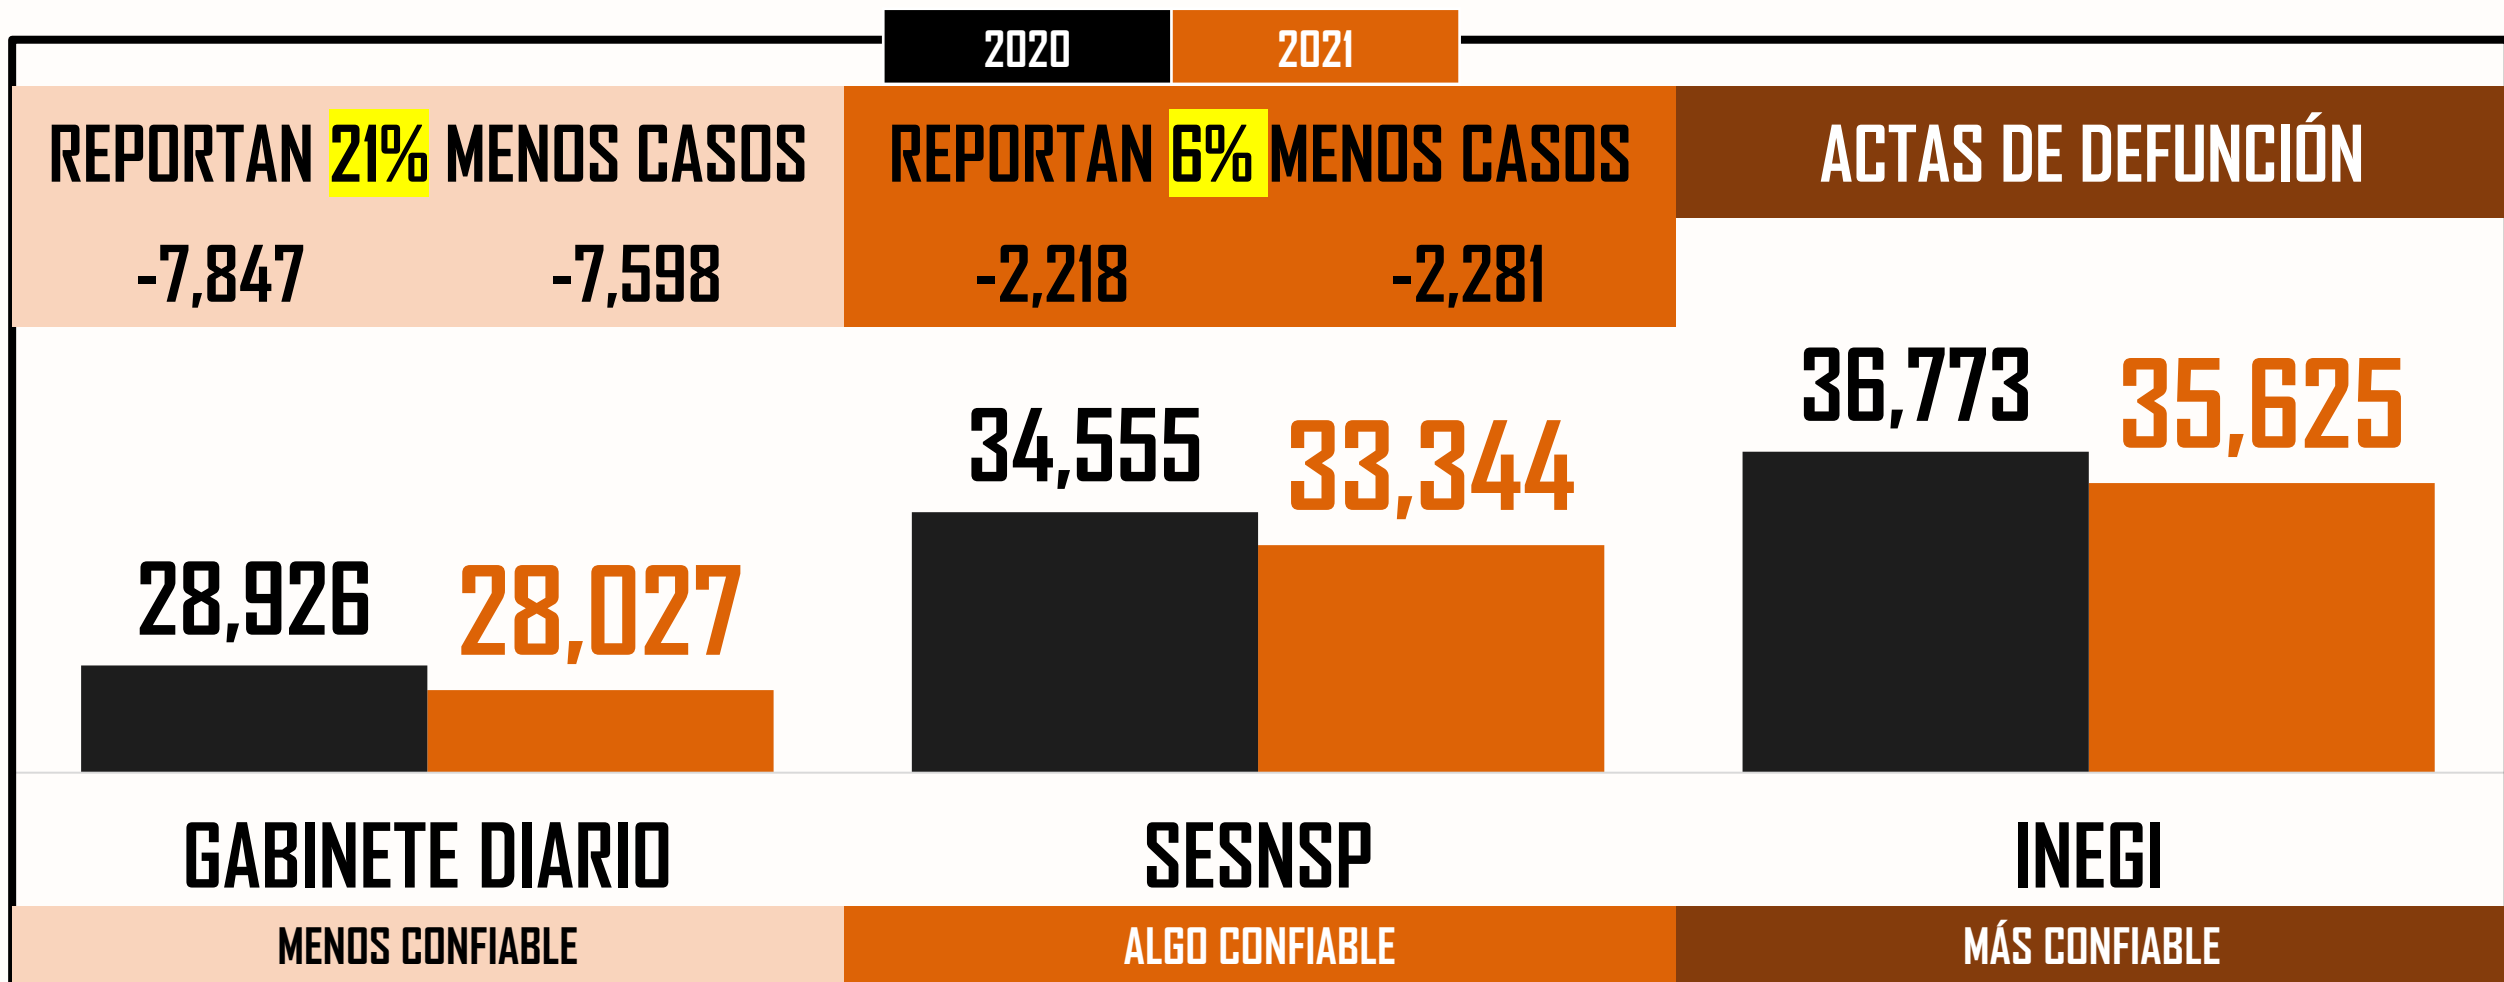 2020 2021
REPORTAN 21% MENOS CASOS
-7,847 -7,598
REPORTAN 6% MENOS CASOS
-2,218 -2,281
ACTAS DE DEFUNCIÓN
28,926 28,027
34,555 33,344
36,773 35,625
GABINETE DIARIO
SESNSP
INEGI
MENOS CONFIABLE
ALGO CONFIABLE
MÁS CONFIABLE